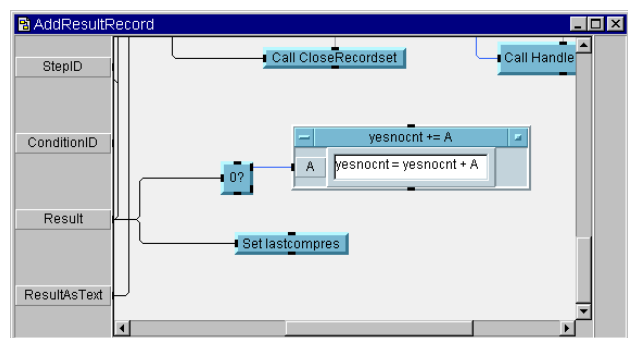 AddResultRecord
StepID
Call CloseRecordset
Call Handle
ConditionID
yesnocnt += A
0?
A
yesnocnt = yesnocnt + A
Result
Set lastcompres
ResultAsText